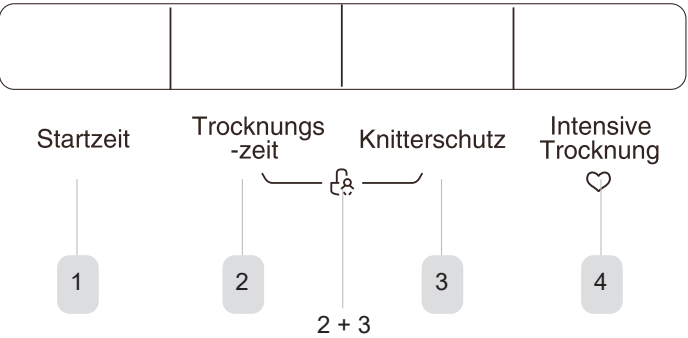 Startzeit
Trocknungs
-zeit
Knitterschutz
Intensive
Trocknung
1
2
3
4
2 + 3